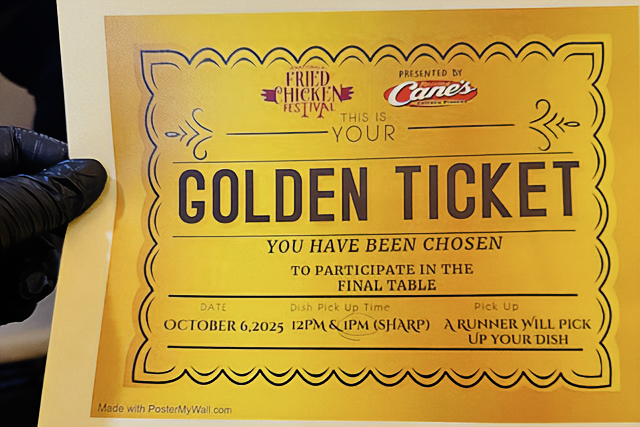 FRIED
CHICKEN
FESTIVAL
PRESENTED BY
Cane's
THIS IS
YOUR
GOLDEN TICKET
YOU HAVE BEEN CHOSEN
TO PARTICIPATE IN THE
FINAL TABLE
DATE Dish Pick Up Time Pick Up
OCTOBER 6,2025 12PM & 1PM (SHARP) A RUNNER WILL PICK
UP YOUR DISH
Made with PosterMyWall.com